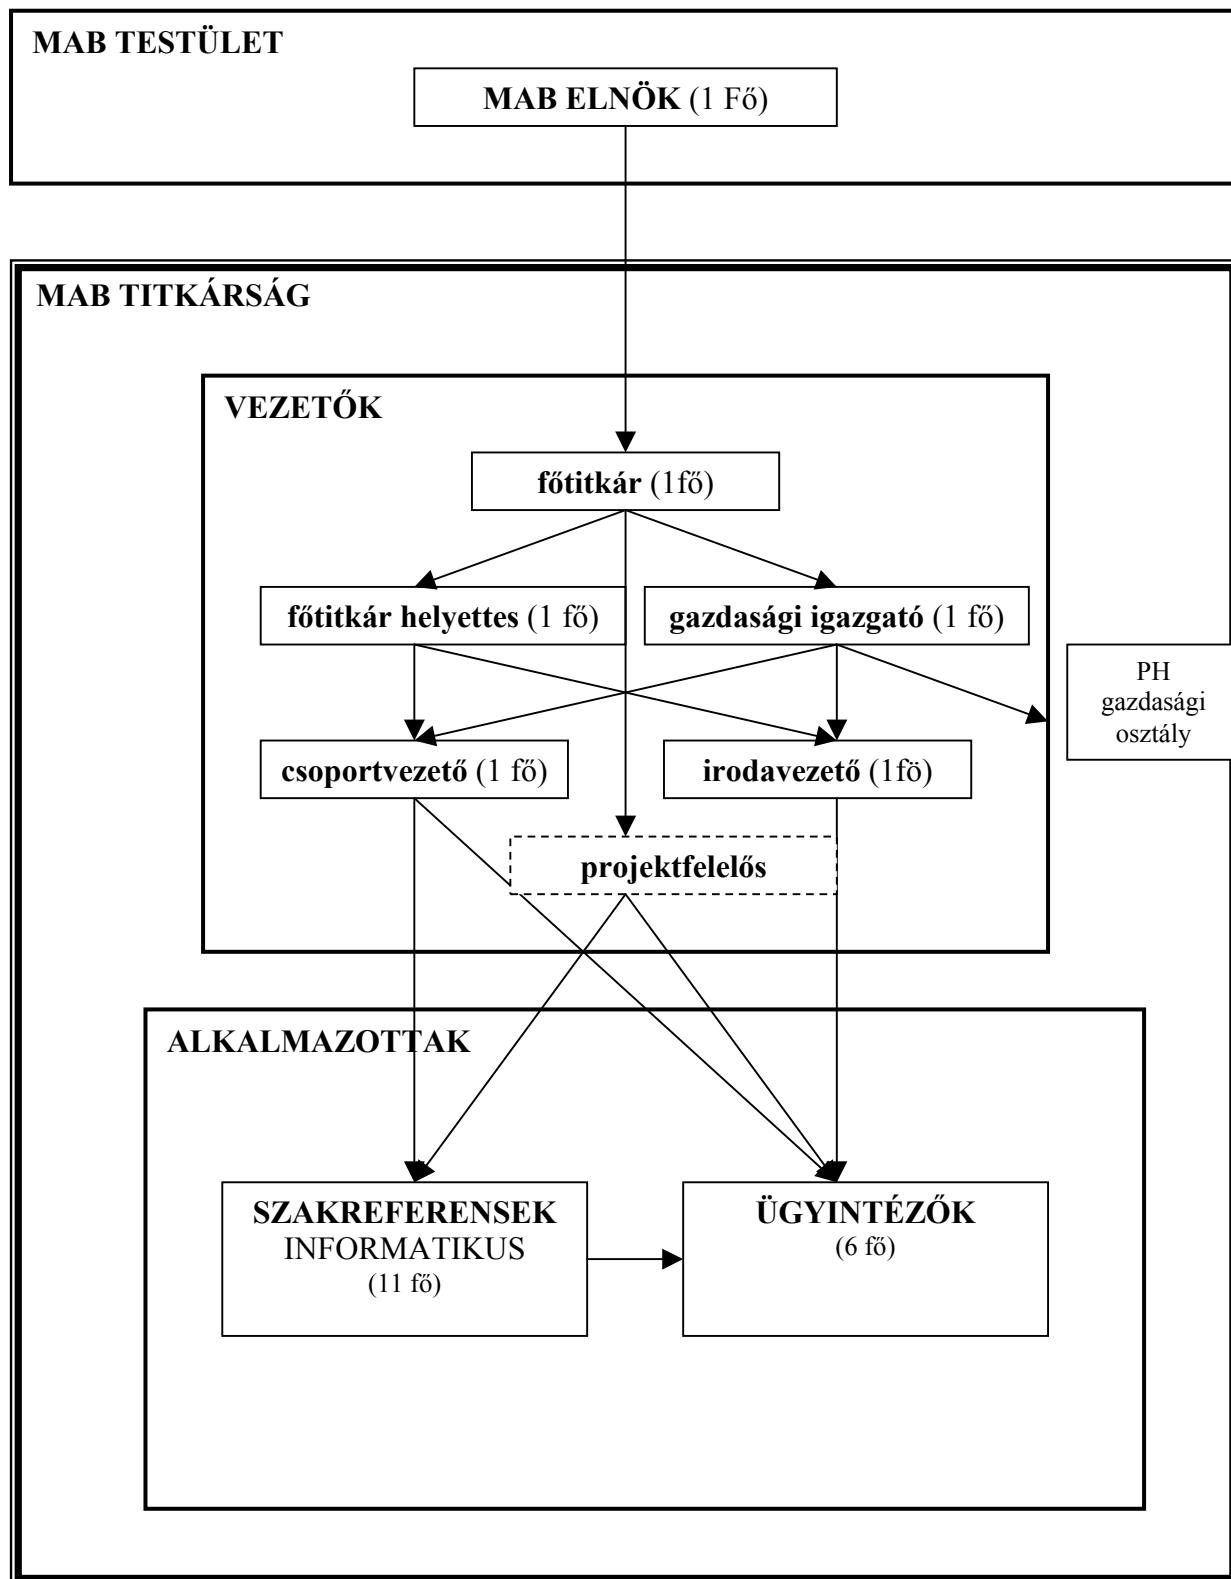 MAB TESTÜLET
MAB ELNÖK (1 Fő)
MAB TITKÁRSÁG
VEZETŐK
főtitkár (1fő)
főtitkár helyettes (1 fő)
gazdasági igazgató (1 fő)
PH
gazdasági
osztály
csoportvezető (1 fő)
irodavezető (1fö)
projektfelelős
ALKALMAZOTTAK
SZAKREFERENSEK
INFORMATIKUS
(11 fő)
ÜGYINTÉZŐK
(6 fő)